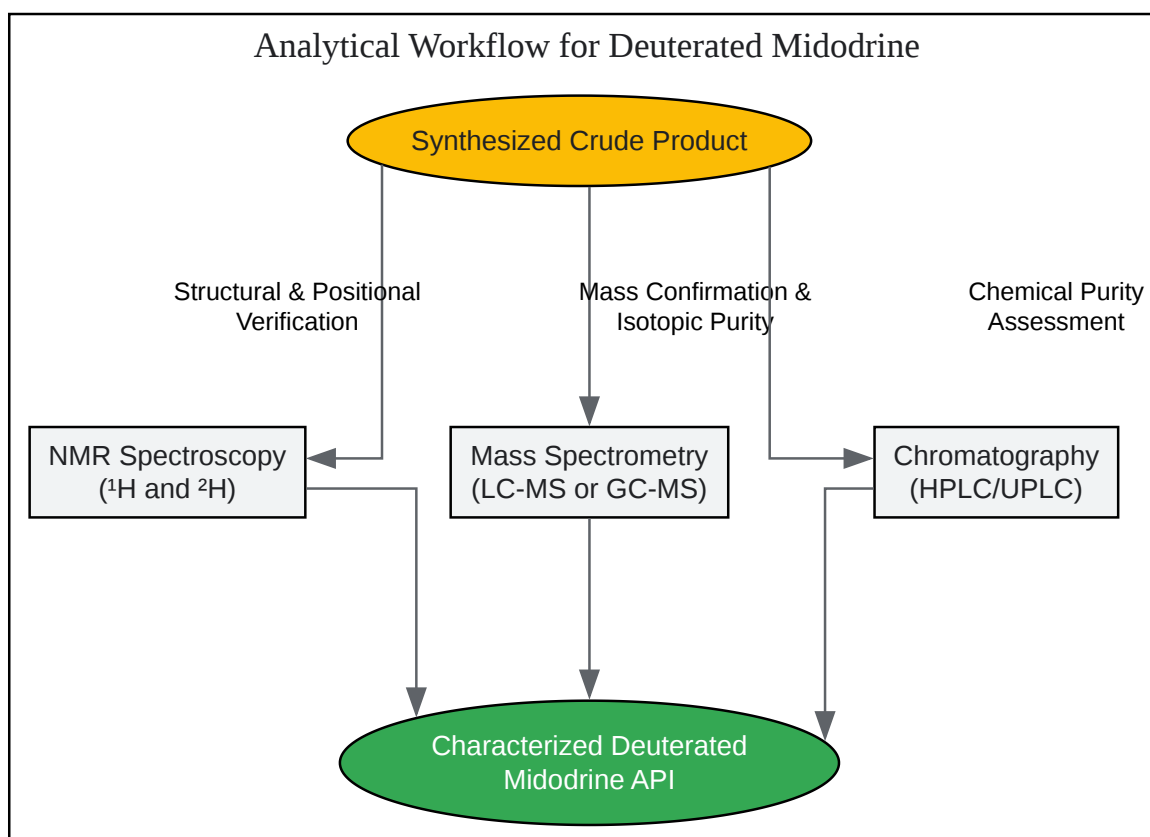 Analytical Workflow for Deuterated Midodrine
Synthesized Crude Product
Structural & Positional
Verification
Mass Confirmation &
Isotopic Purity
Chemical Purity
Assessment
NMR Spectroscopy
(¹H and ²H)
Mass Spectrometry
(LC-MS or GC-MS)
Chromatography
(HPLC/UPLC)
Characterized Deuterated
Midodrine API